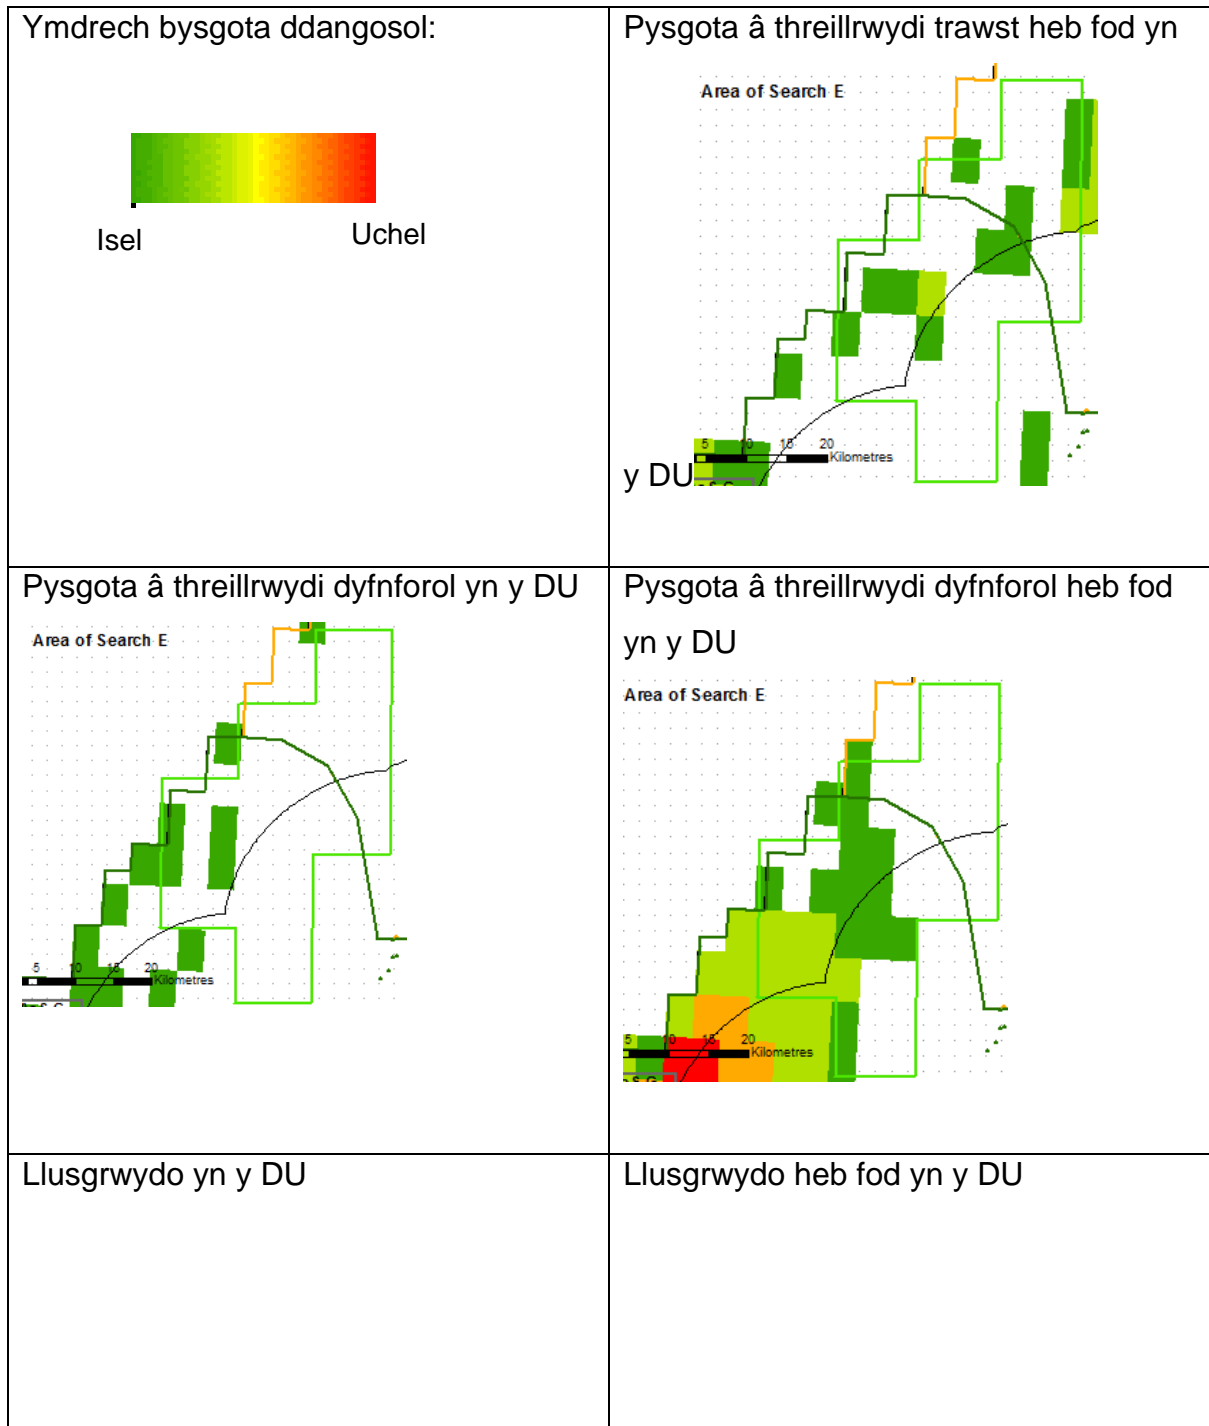 Ymdrech bysgota ddangosol:
Isel
Uchel
Pysgota â threillrwydi trawst heb fod yn
Area of Search E
5 10 15 20
Kilometres
y DU
Pysgota â threillrwydi dyfnforol yn y DU
Area of Search E
5 10 15 20
Kilometres
Pysgota â threillrwydi dyfnforol heb fod
yn y DU
Area of Search E
5 10 15 20
Kilometres
Llusgrwydo yn y DU
Llusgrwydo heb fod yn y DU